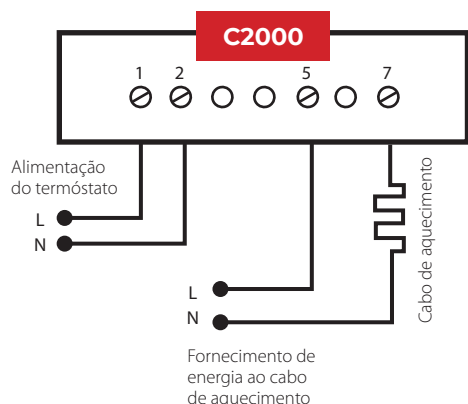 C2000
1 2 5 7
Alimentação
do termóstato
L
N
Cabo de aquecimento
L
N
Fornecimento de
energia ao cabo
de aquecimento